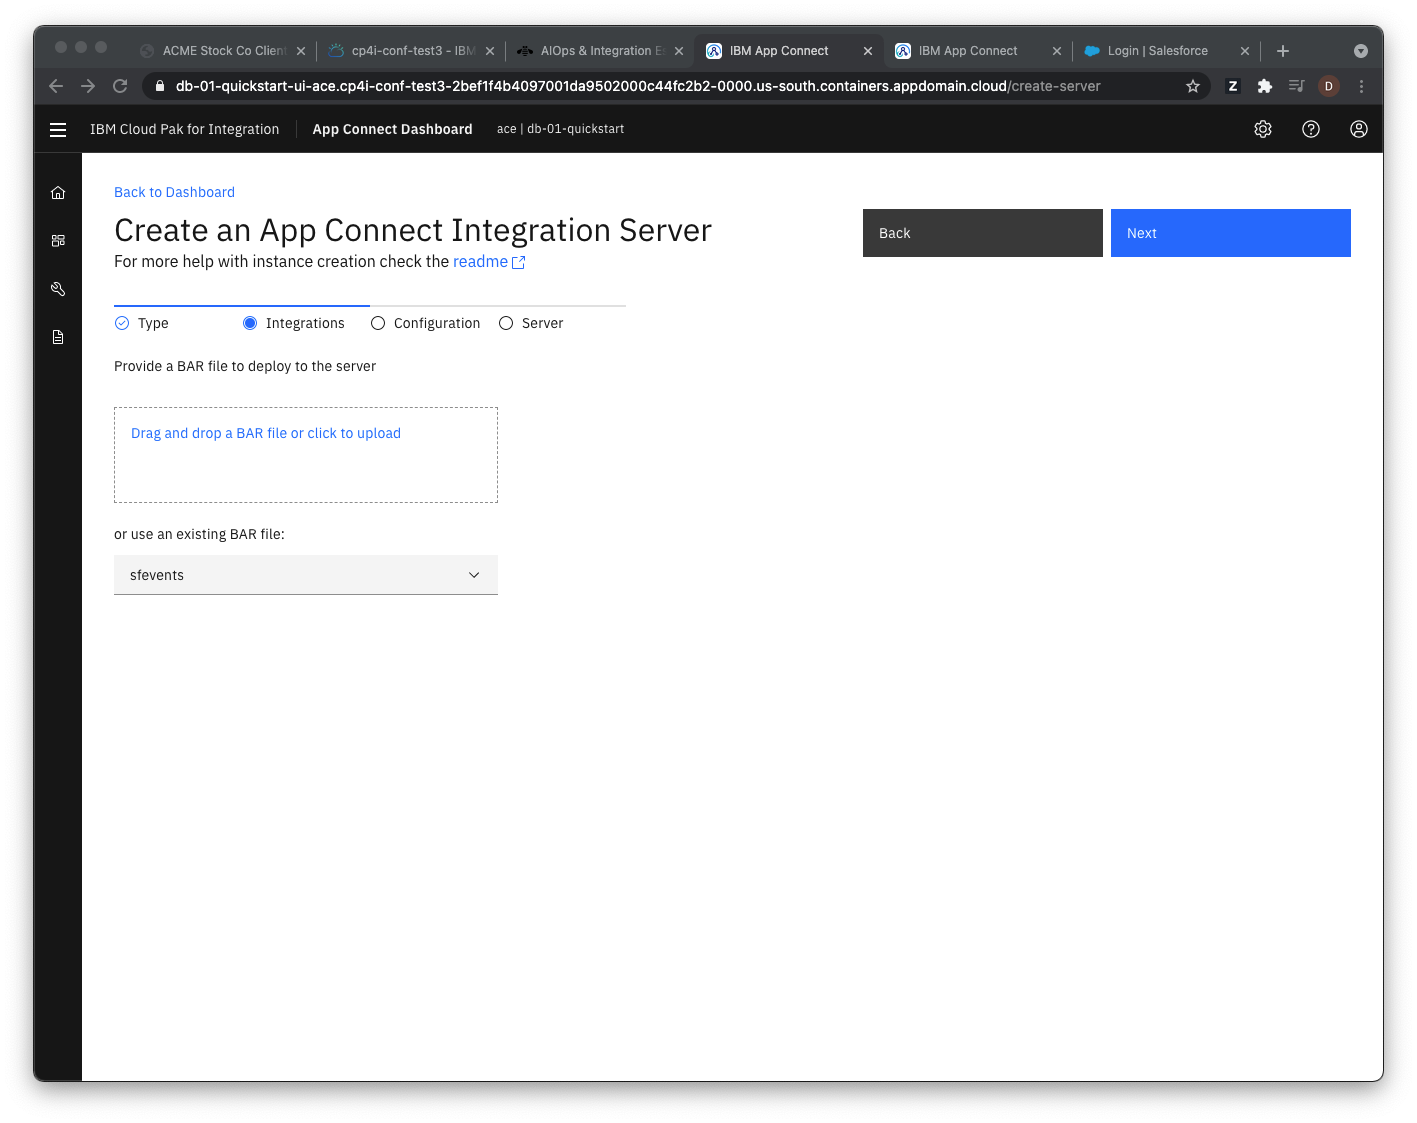 ACME Stock Co Client
cp4i-conf-test3 - IBM
AIOps & Integration Es
IBM App Connect
IBM App Connect
Login | Salesforce
db-01-quickstart-ui-ace.cp4i-conf-test3-2bef1f4b4097001da9502000c44fc2b2-0000.us-south.containers.appdomain.cloud/create-server
Z
D
IBM Cloud Pak for Integration
App Connect Dashboard
ace | db-01-quickstart
Back to Dashboard
Create an App Connect Integration Server
For more help with instance creation check the readme
Back
Next
Type
Integrations
Configuration
Server
Provide a BAR file to deploy to the server
Drag and drop a BAR file or click to upload
or use an existing BAR file:
sfevents